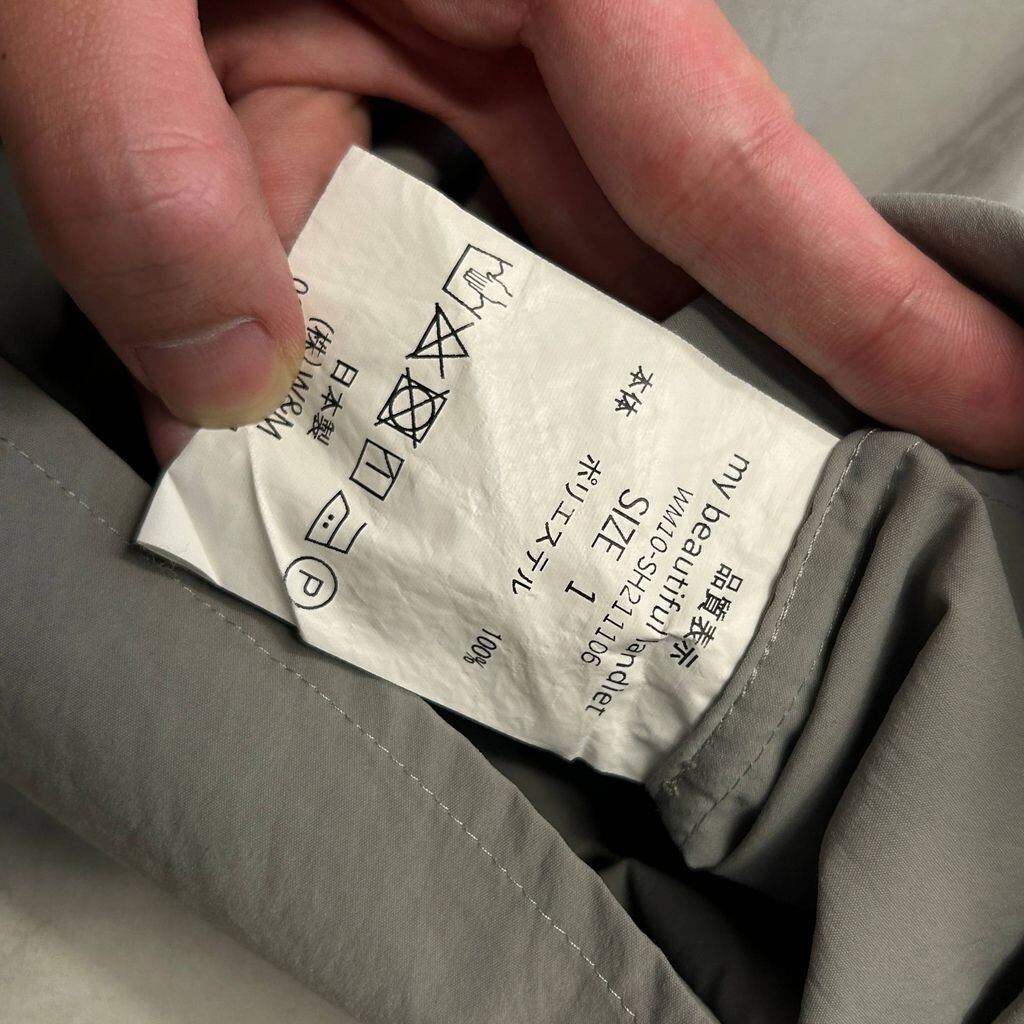 品質表示
my beautiful landlet
WM10-SH211106
SIZE 1
本体
ポリエステル 100%
P
日本製
(株)W&M